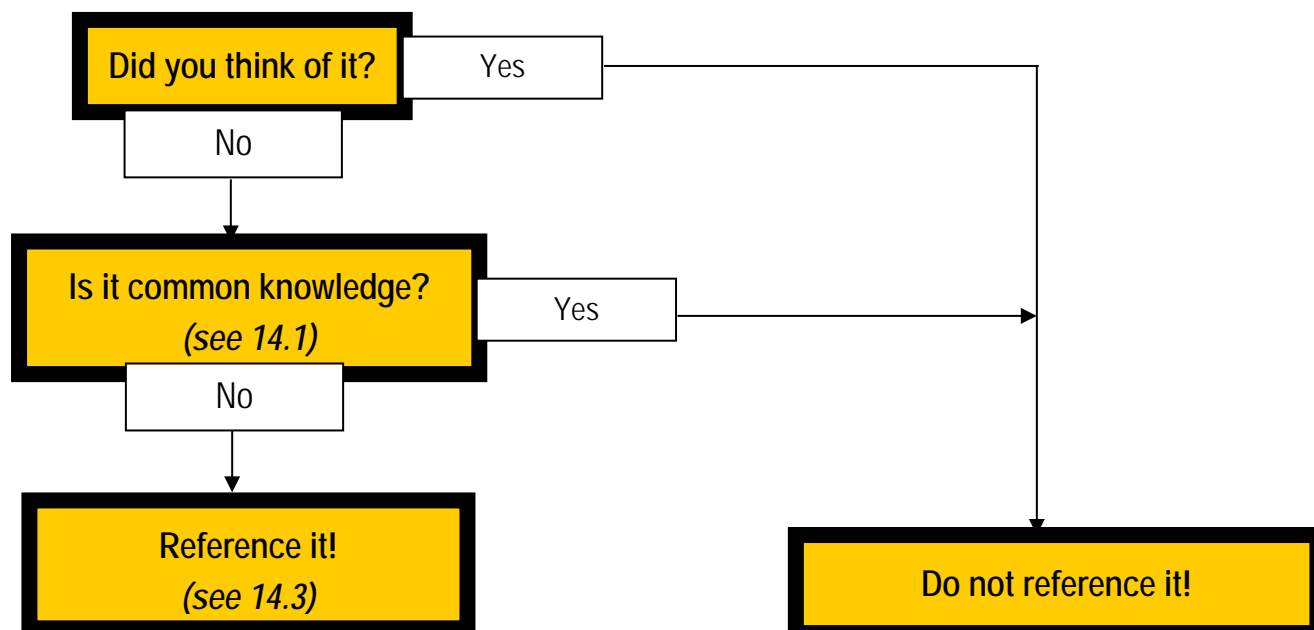 Did you think of it?
Yes
No
Is it common knowledge?
(see 14.1)
Yes
No
Reference it!
(see 14.3)
Do not reference it!